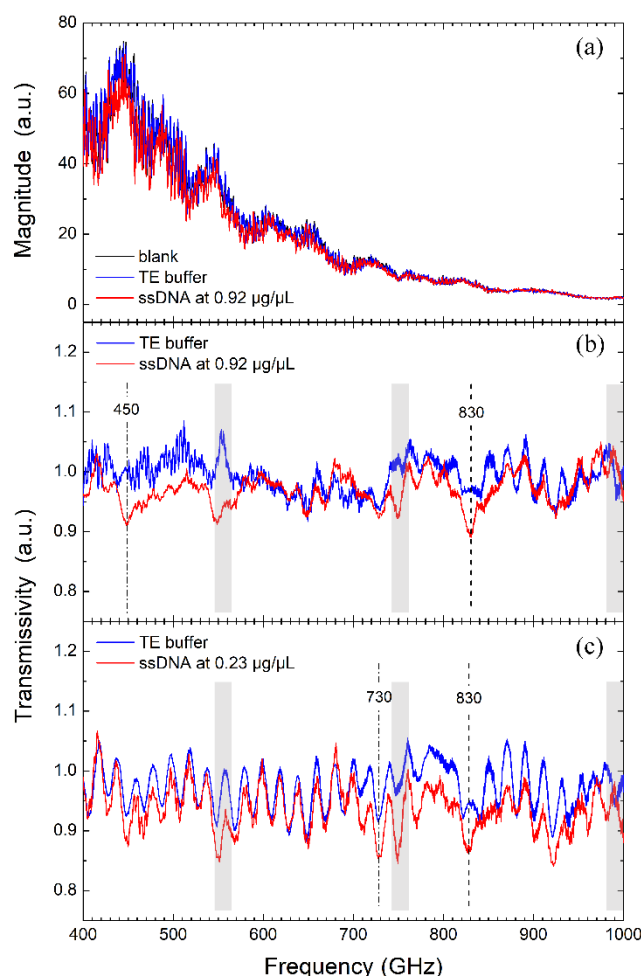 (a)
80
60
40
20
0
Magnitude (a.u.)
blank
TE buffer
ssDNA at 0.92 μg/μL
(b)
TE buffer
ssDNA at 0.92 μg/μL
1.2
1.1
1.0
0.9
0.8
450
830
(c)
TE buffer
ssDNA at 0.23 μg/μL
1.2
1.1
1.0
0.9
0.8
730
830
Transmissivity (a.u.)
400 500 600 700 800 900 1000
Frequency (GHz)